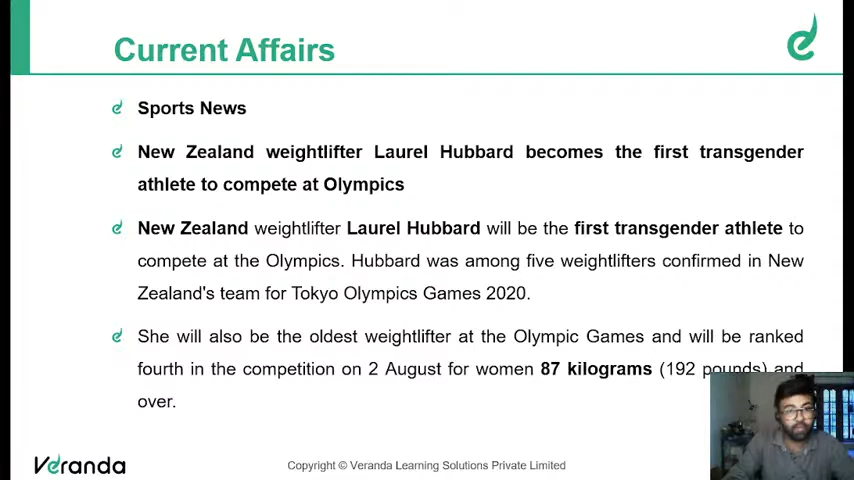 Current Affairs
Sports News
New Zealand weightlifter Laurel Hubbard becomes the first transgender
athlete to compete at Olympics
New Zealand weightlifter Laurel Hubbard will be the first transgender athlete to
compete at the Olympics. Hubbard was among five weightlifters confirmed in New
Zealand's team for Tokyo Olympics Games 2020.
She will also be the oldest weightlifter at the Olympic Games and will be ranked
fourth in the competition on 2 August for women 87 kilograms (192 pounds) and
over.
Veranda
Copyright © Veranda Learning Solutions Private Limited